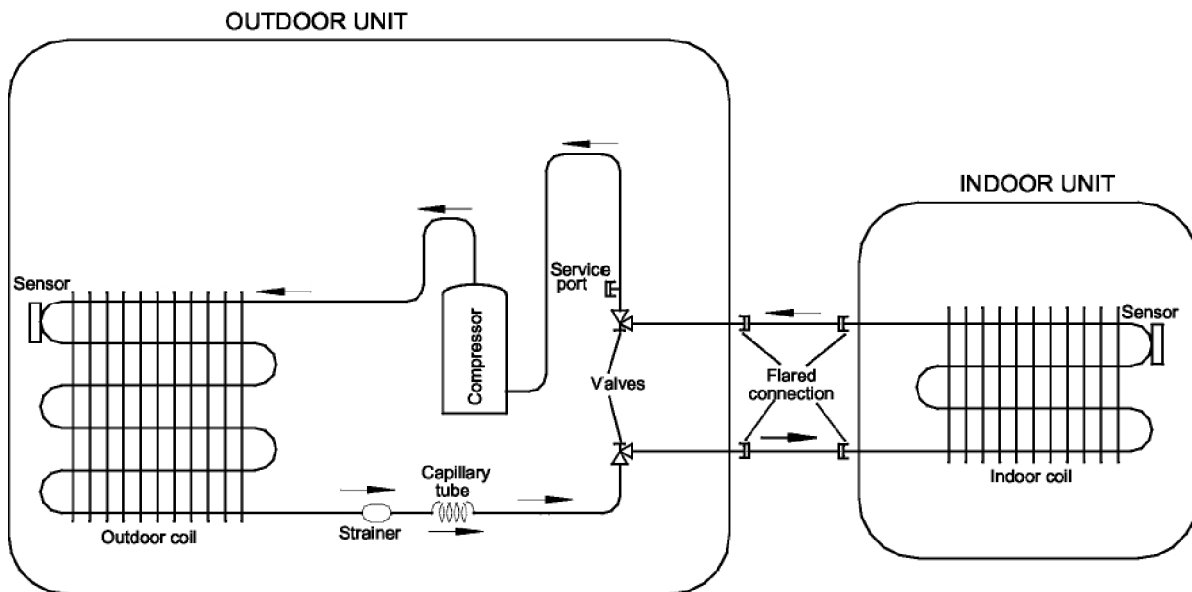 OUTDOOR UNIT
INDOOR UNIT
Sensor
Service
port
Compressor
Sensor
Valves
Flared
connection
Capillary
tube
Strainer
Outdoor coil
Indoor coil